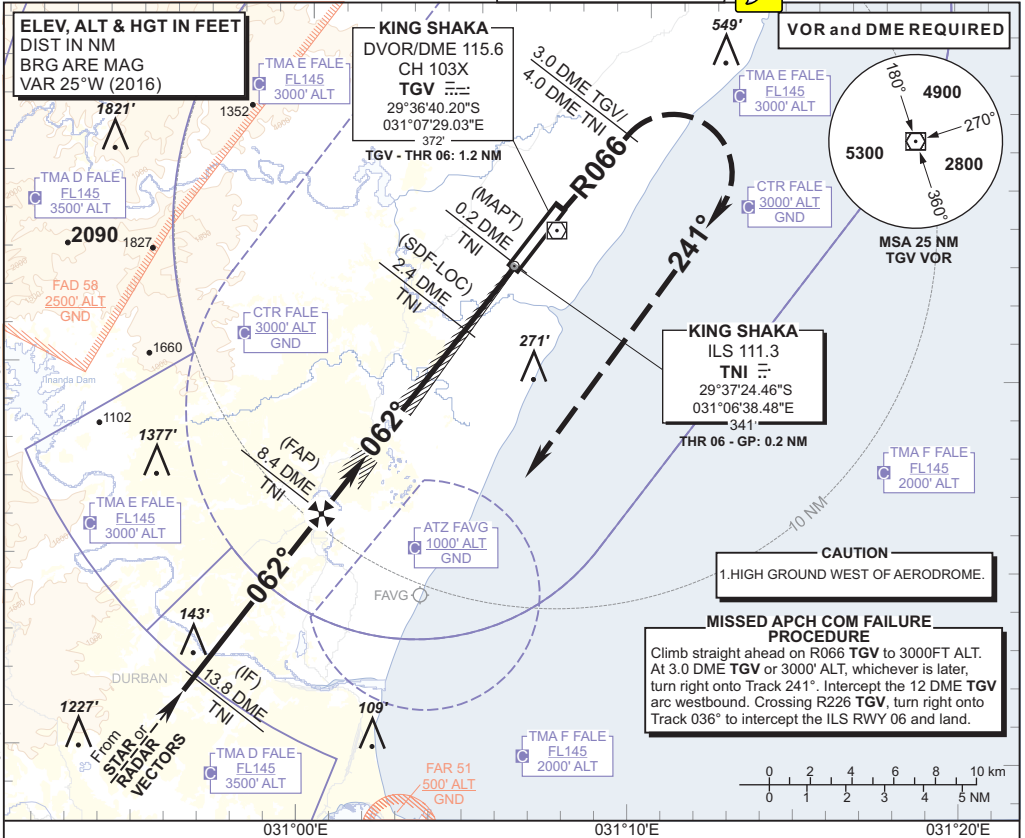 ELEV, ALT & HGT IN FEET
DIST IN NM
BRG ARE MAG
VAR 25°W (2016)
KING SHAKA
DVOR/DME 115.6
CH 103X
TGV
29°36'40.20"S
031°07'29.03"E
372'
TGV - THR 06: 1.2 NM
VOR and DME REQUIRED
180°
4900
270°
5300
2800
360°
MSA 25 NM
TGV VOR
549'
TMA E FALE
C FL145
3000' ALT
TMA E FALE
C FL145
3000' ALT
1821'
1352
3.0 DME TGV/
4.0 DME TNI
R066
TMA D FALE
C FL145
3500' ALT
CTR FALE
C 3000' ALT
GND
2090
1827
(MAPT)
0.2 DME
TNI
241°
(SDF-LOC)
2.4 DME
TNI
FAD 58
2500' ALT
GND
CTR FALE
C 3000' ALT
GND
KING SHAKA
ILS 111.3
TNI
29°37'24.46"S
031°06'38.48"E
341'
THR 06 - GP: 0.2 NM
271'
1660
Inanda Dam
1102
062°
1377'
(FAP)
8.4 DME
TNI
TMA F FALE
C FL145
2000' ALT
TMA E FALE
C FL145
3000' ALT
10 NM
ATZ FAVG
C 1000' ALT
GND
062°
FAVG
CAUTION
1.HIGH GROUND WEST OF AERODROME.
143'
MISSED APCH COM FAILURE
PROCEDURE
Climb straight ahead on R066 TGV to 3000FT ALT.
At 3.0 DME TGV or 3000' ALT, whichever is later,
turn right onto Track 241°. Intercept the 12 DME TGV
arc westbound. Crossing R226 TGV, turn right onto
Track 036° to intercept the ILS RWY 06 and land.
DURBAN
(IF)
13.8 DME
TNI
1227'
109'
From
STAR or
RADAR
VECTORS
TMA D FALE
C FL145
3500' ALT
TMA F FALE
C FL145
2000' ALT
FAR 51
500' ALT
GND
0 2 4 6 8 10 km
0 1 2 3 4 5 NM
031°00'E
031°10'E
031°20'E